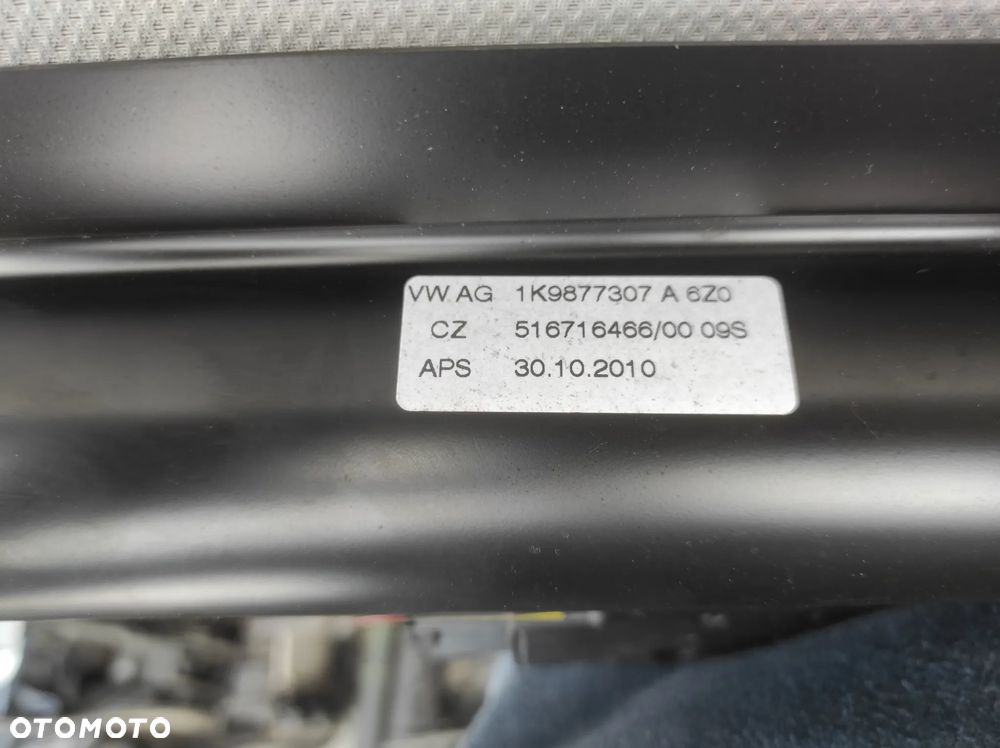 VW AG 1K9877307 A 6Z0
CZ 516716466/00 09S
APS 30.10.2010
OTOMOTO